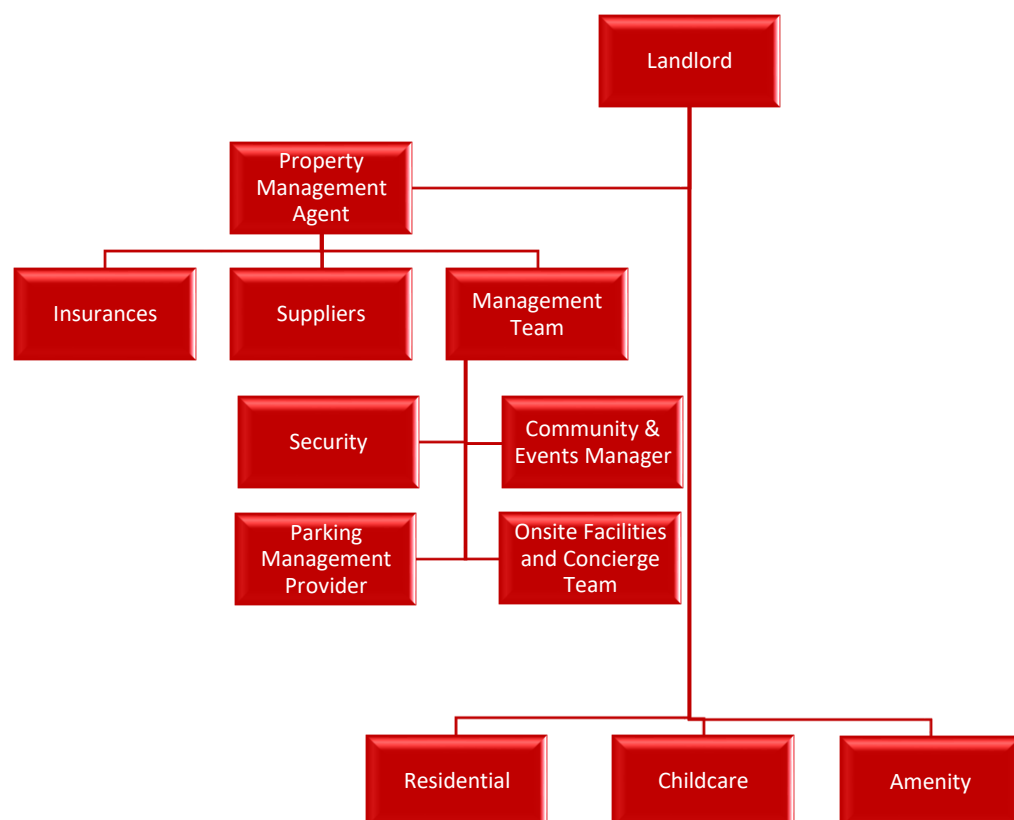 Landlord
Property
Management
Agent
Insurances
Suppliers
Management
Team
Security
Community &
Events Manager
Parking
Management
Provider
Onsite Facilities
and Concierge
Team
Residential
Childcare
Amenity